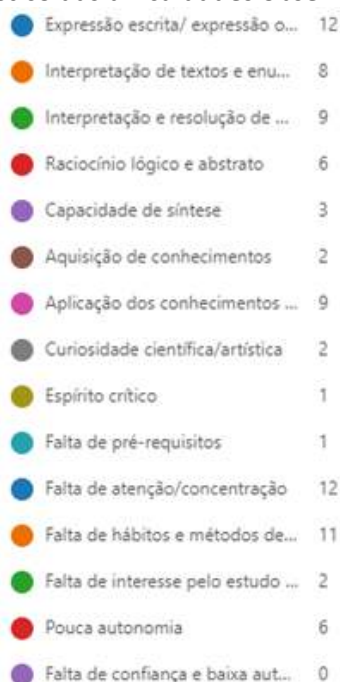 Expressão escrita/ expressão o... 12
Interpretação de textos e enu... 8
Interpretação e resolução de ... 9
Raciocínio lógico e abstrato 6
Capacidade de síntese 3
Aquisição de conhecimentos 2
Aplicação dos conhecimentos ... 9
Curiosidade científica/artística 2
Espírito crítico 1
Falta de pré-requisitos 1
Falta de atenção/concentração 12
Falta de hábitos e métodos de... 11
Falta de interesse pelo estudo ... 2
Pouca autonomia 6
Falta de confiança e baixa aut... 0